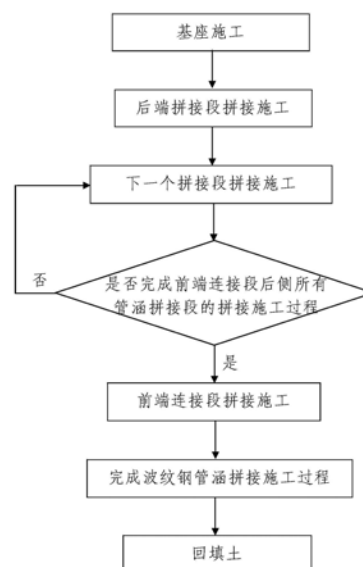 基座施工
后端拼接段拼接施工
下一个拼接段拼接施工
否
是否完成前端连接段后侧所有
管涵拼接段的拼接施工过程
是
前端连接段拼接施工
完成波纹钢管涵拼接施工过程
回填土